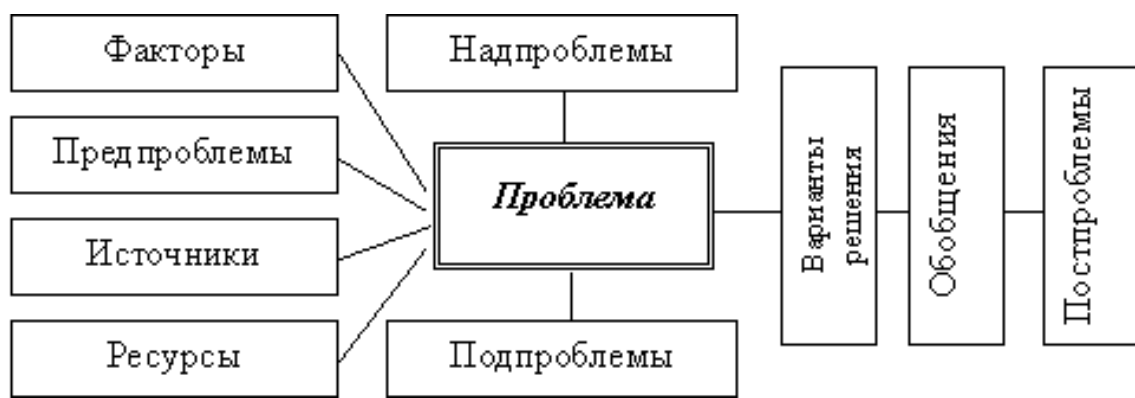 Факторы
Предпроблемы
Источники
Ресурсы
Надпроблемы
Проблема
Подпроблемы
Варианты
решения
Обобщения
Постпроблемы